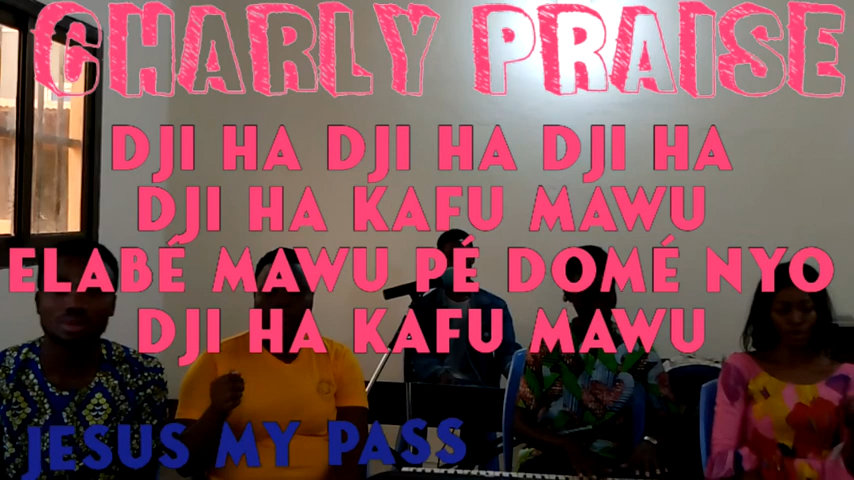 CHARLY PRAISE
DJI HA DJI HA DJI HA
DJI HA KAFU MAWU
ELABÉ MAWU PÉ DOMÉ NYO
DJI HA KAFU MAWU
JESUS MY PASS